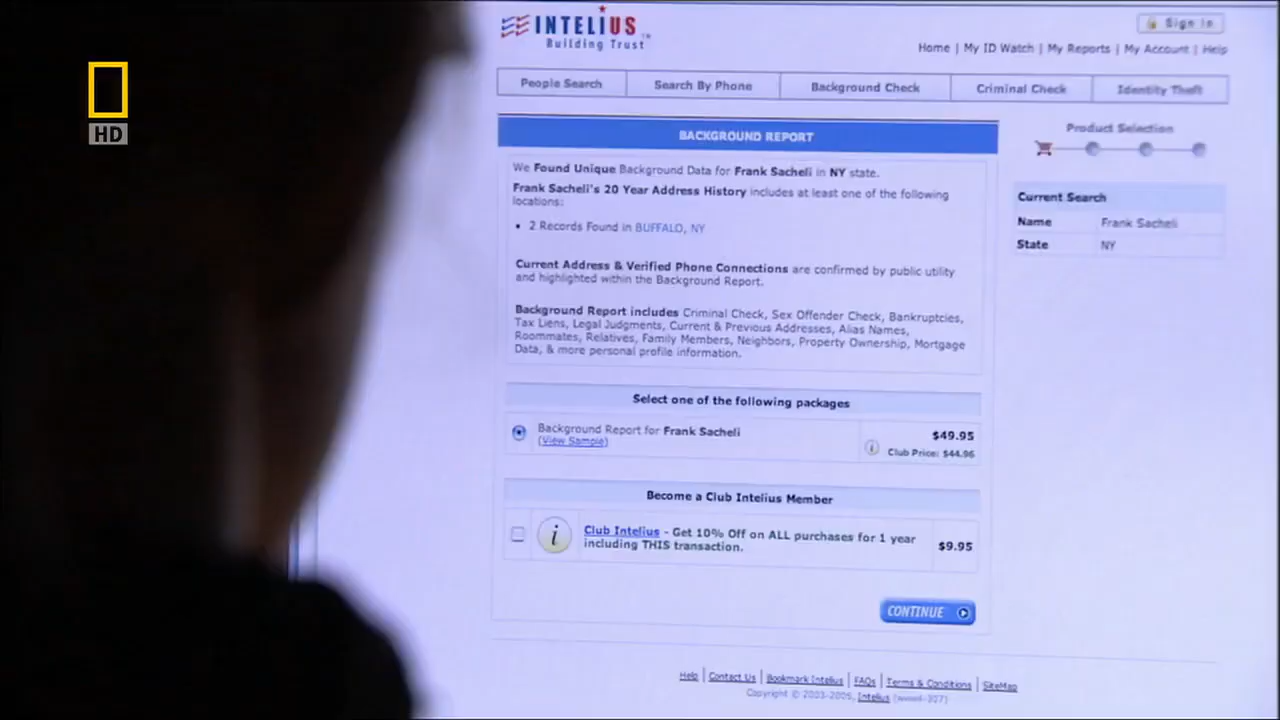 INTELIUS
Building Trust
Sign In
Home | My ID Watch | My Reports | My Account | Help
HD
People Search
Search By Phone
Background Check
Criminal Check
Identity Theft
BACKGROUND REPORT
Product Selection
We Found Unique Background Data for Frank Sacheli in NY state.
Frank Sacheli's 20 Year Address History includes at least one of the following
locations:
• 2 Records Found in BUFFALO, NY
Current Search
Name Frank Sacheli
State NY
Current Address & Verified Phone Connections are confirmed by public utility
and highlighted within the Background Report.
Background Report includes Criminal Check, Sex Offender Check, Bankruptcies,
Tax Liens, Legal Judgments, Current & Previous Addresses, Alias Names,
Roommates, Relatives, Family Members, Neighbors, Property Ownership, Mortgage
Data, & more personal profile information.
Select one of the following packages
Background Report for Frank Sacheli
(View Sample)
$49.95
i
Club Price: $44.96
Become a Club Intelius Member
i
Club Intelius - Get 10% Off on ALL purchases for 1 year
including THIS transaction.
$9.95
CONTINUE
Help | Contact Us | Bookmark Intelius | FAQs | Terms & Conditions | SiteMap
Copyright © 2003-2005, Intelius (www4-307)